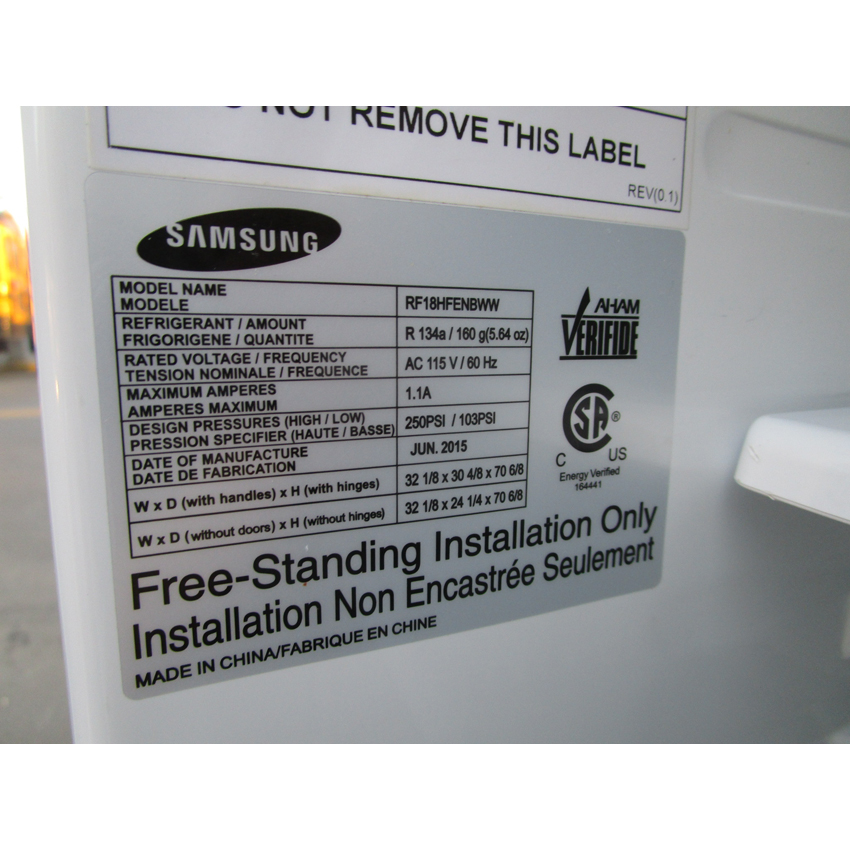 NOT REMOVE THIS LABEL
REV(0.1)
SAMSUNG
MODEL NAME
MODELE
RF18HFENBWW
REFRIGERANT / AMOUNT
FRIGORIGENE / QUANTITE
R 134a / 160 g(5.64 oz)
RATED VOLTAGE / FREQUENCY
TENSION NOMINALE / FREQUENCE
AC 115 V / 60 Hz
MAXIMUM AMPERES
AMPERES MAXIMUM
1.1A
DESIGN PRESSURES (HIGH / LOW)
PRESSION SPECIFIER (HAUTE / BASSE)
250PSI / 103PSI
DATE OF MANUFACTURE
DATE DE FABRICATION
JUN. 2015
W x D (with handles) x H (with hinges)
32 1/8 x 30 4/8 x 70 6/8
W x D (without doors) x H (without hinges)
32 1/8 x 24 1/4 x 70 6/8
AHAM
VERIFIDE
CSA ®
C US
Energy Verified
164441
Free-Standing Installation Only
Installation Non Encastrée Seulement
MADE IN CHINA/FABRIQUE EN CHINE